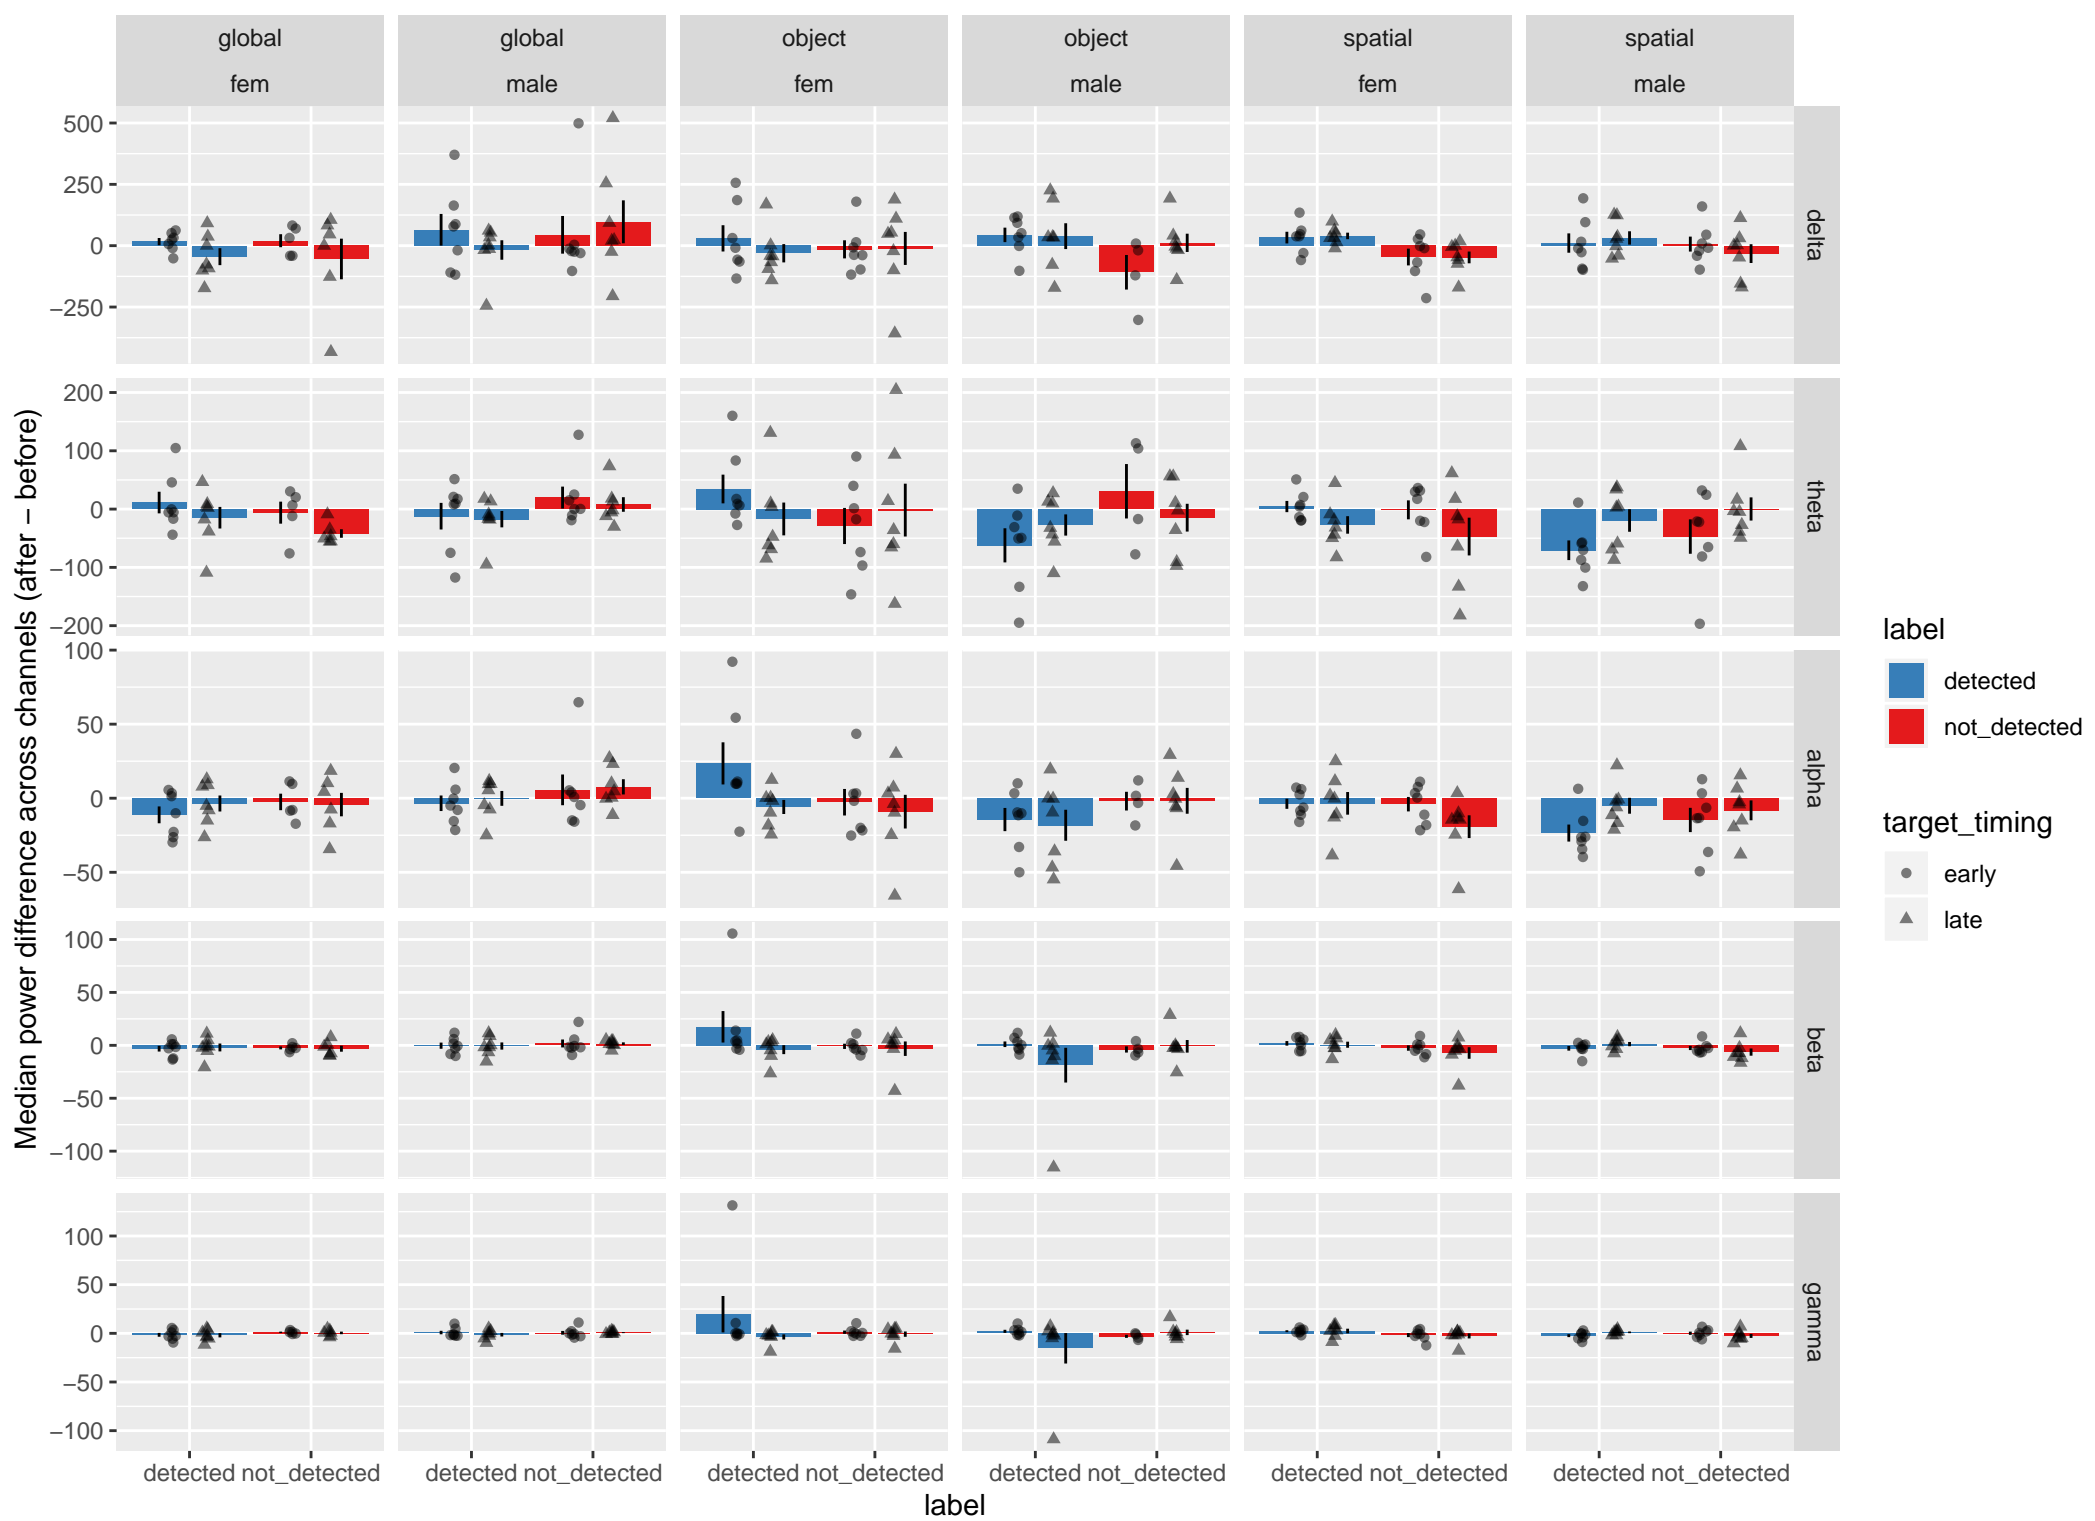 global global object object spatial spatial
fem male fem male fem male
500
250
0
−250
delta
200
100
0
−100
−200
theta
100
50
0
−50
alpha
100
50
0
−50
−100
beta
100
50
0
−50
−100
gamma
Median power difference across channels (after − before)
detected not_detected detected not_detected detected not_detected detected not_detected detected not_detected detected not_detected
label
label
detected
not_detected
target_timing
early
late